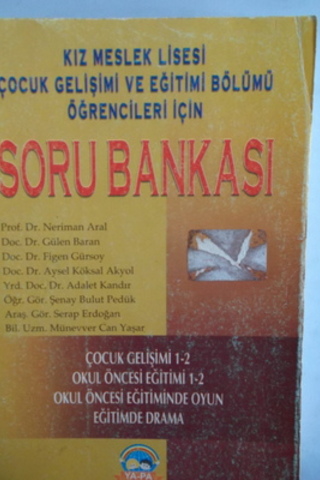 KIZ MESLEK LİSESİ
ÇOCUK GELİŞİMİ VE EĞİTİMİ BÖLÜMÜ
ÖĞRENCİLERİ İÇİN
SORU BANKASI
Prof. Dr. Neriman Aral
Doc. Dr. Gülen Baran
Doc. Dr. Figen Gürsoy
Doc. Dr. Aysel Köksal Akyol
Yrd. Doc. Dr. Adalet Kandır
Öğr. Gör. Şenay Bulut Pedük
Araş. Gör. Serap Erdoğan
Bil. Uzm. Münevver Can Yaşar
ÇOCUK GELİŞİMİ 1-2
OKUL ÖNCESİ EĞİTİMİ 1-2
OKUL ÖNCESİ EĞİTİMİNDE OYUN
EĞİTİMDE DRAMA
YA-PA